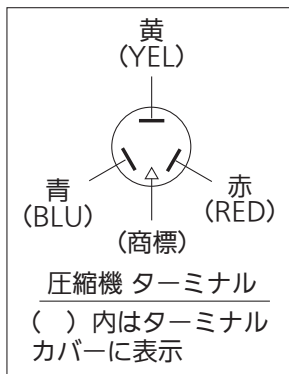 黄
(YEL)
青
(BLU)
赤
(RED)
(商標)
圧縮機 ターミナル
( )内はターミナル
カバーに表示